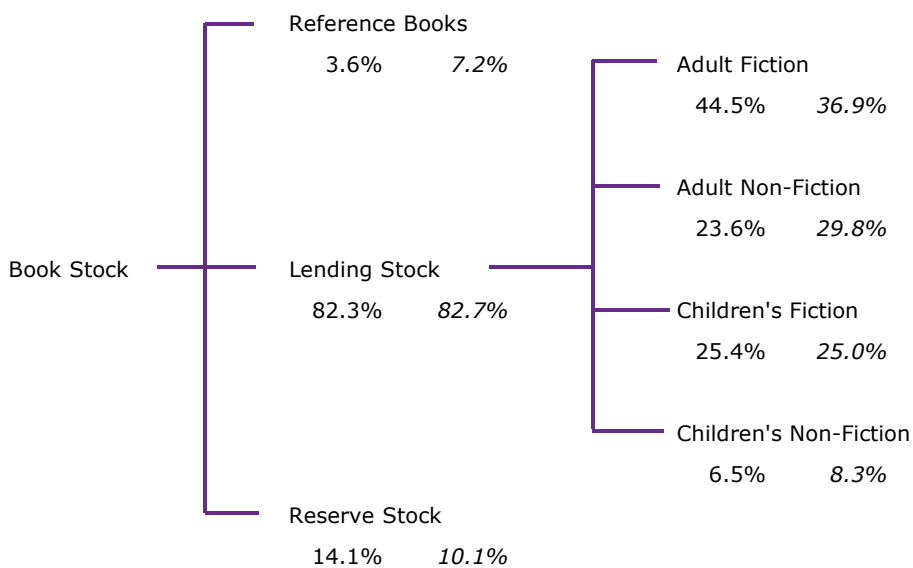 Reference Books
3.6% 7.2%
Adult Fiction
44.5% 36.9%
Adult Non-Fiction
23.6% 29.8%
Book Stock
Lending Stock
82.3% 82.7%
Children's Fiction
25.4% 25.0%
Children's Non-Fiction
6.5% 8.3%
Reserve Stock
14.1% 10.1%